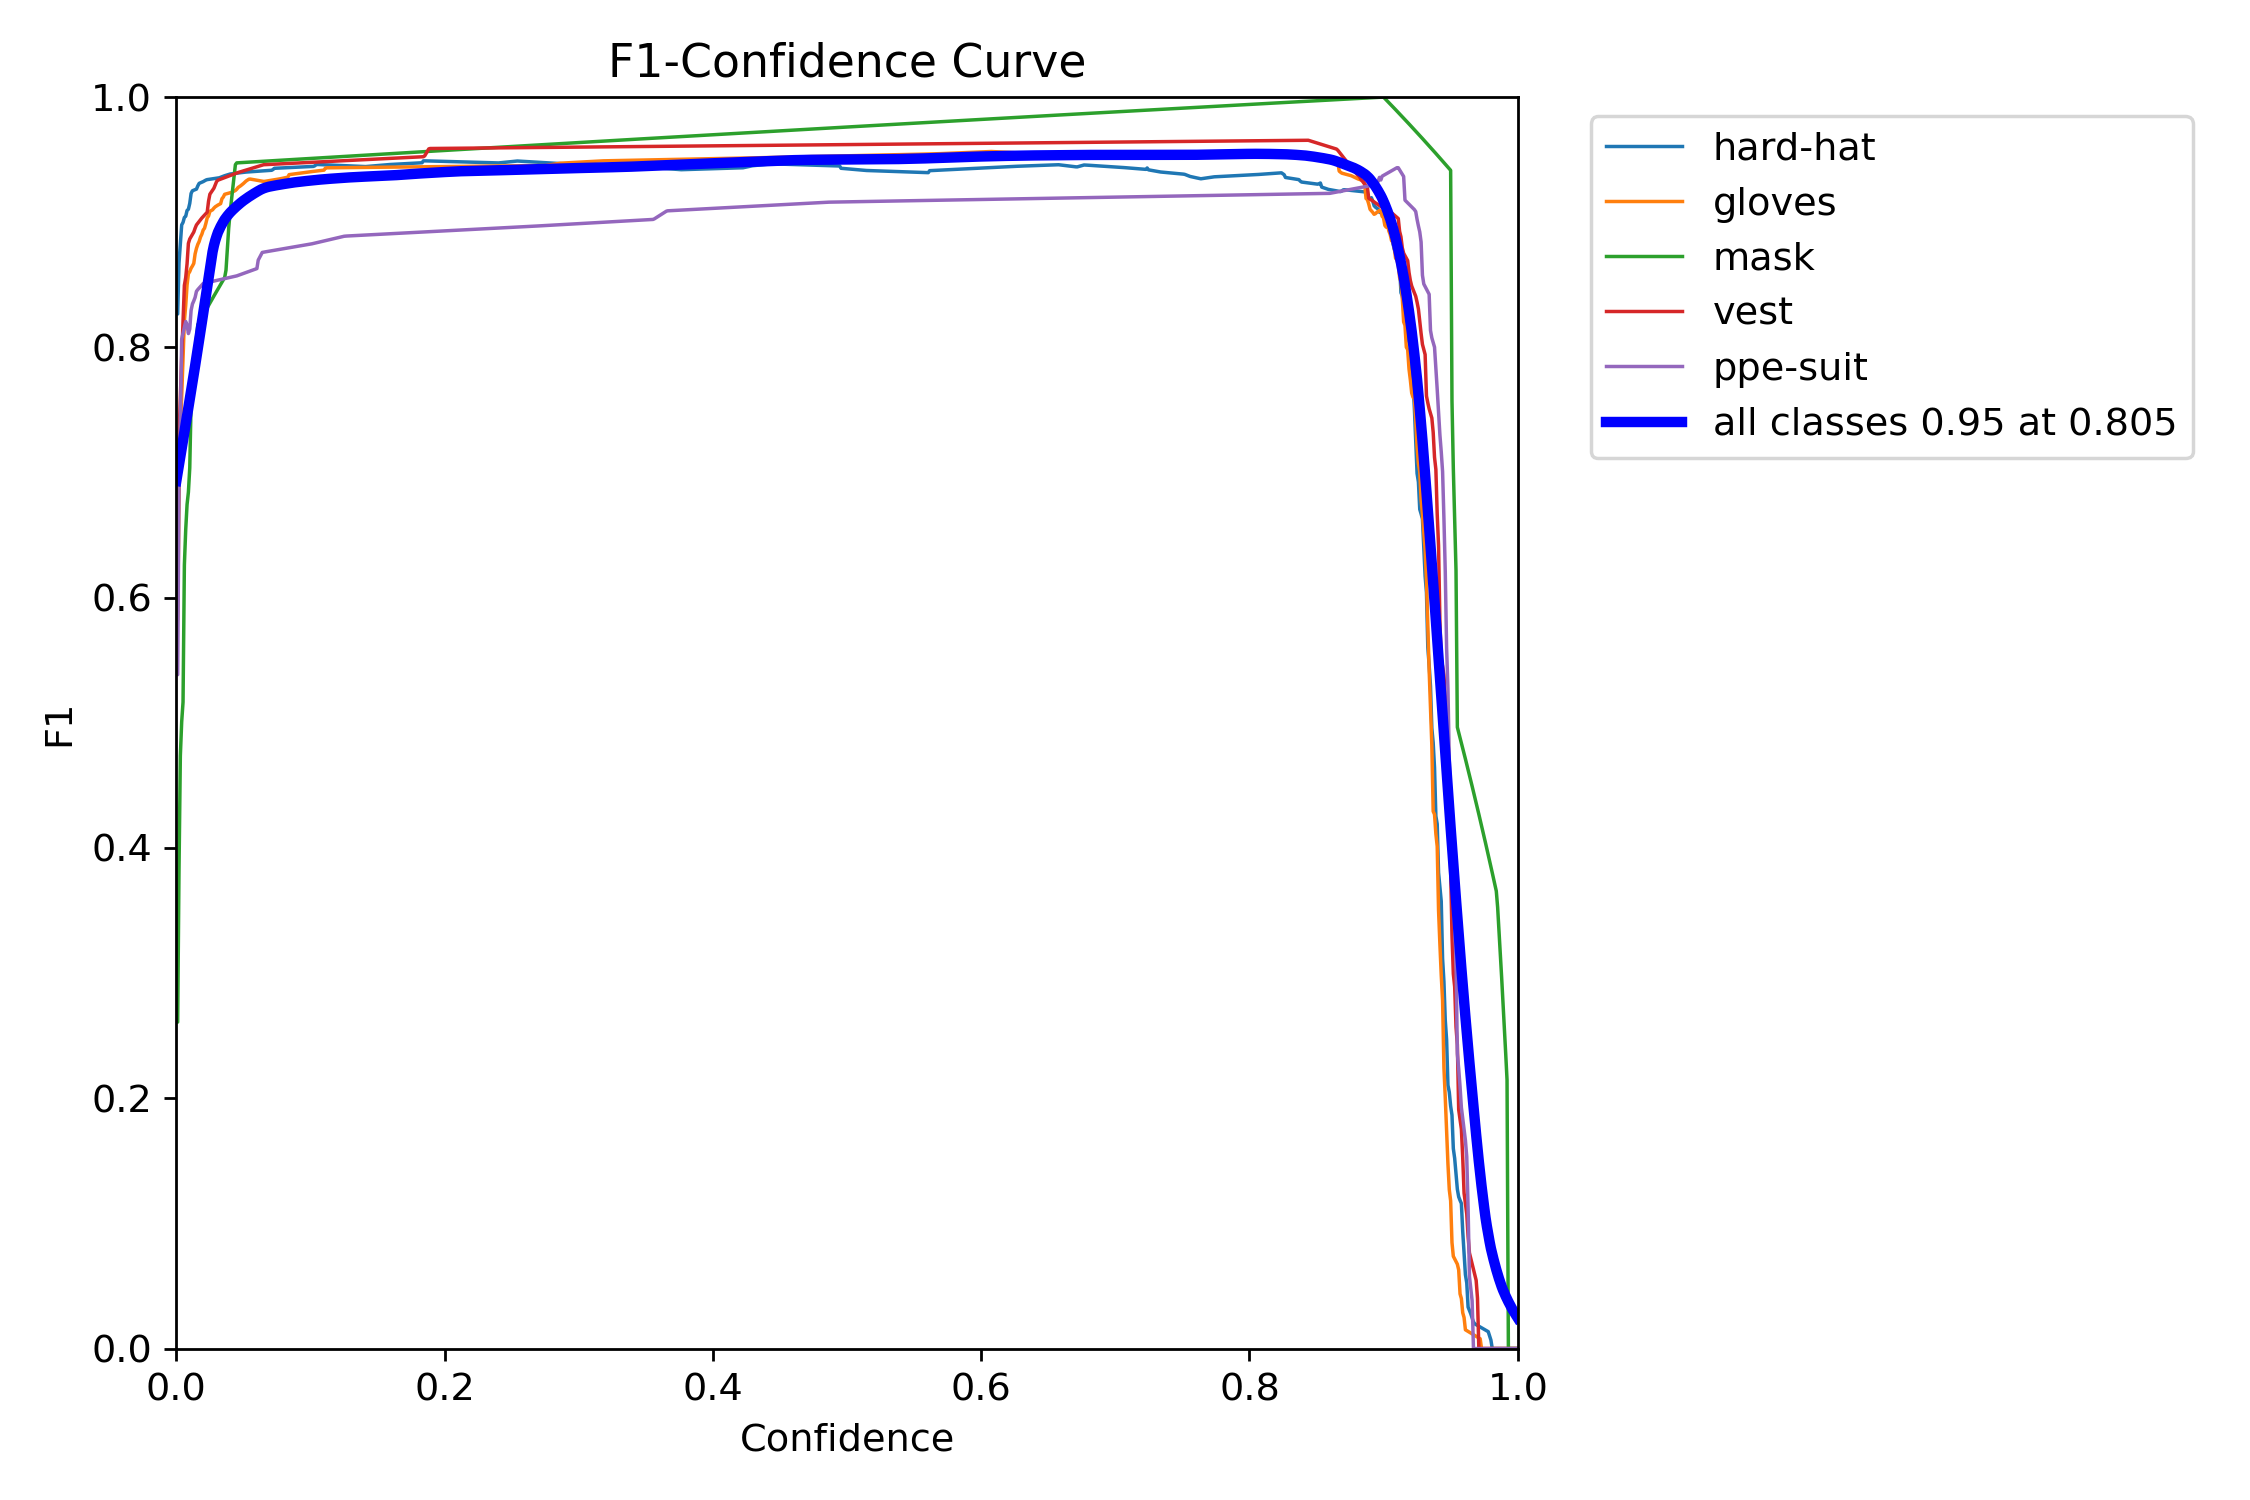 F1-Confidence Curve
1.0
0.8
0.6
0.4
0.2
0.0
F1
0.0 0.2 0.4 0.6 0.8 1.0
Confidence
hard-hat
gloves
mask
vest
ppe-suit
all classes 0.95 at 0.805